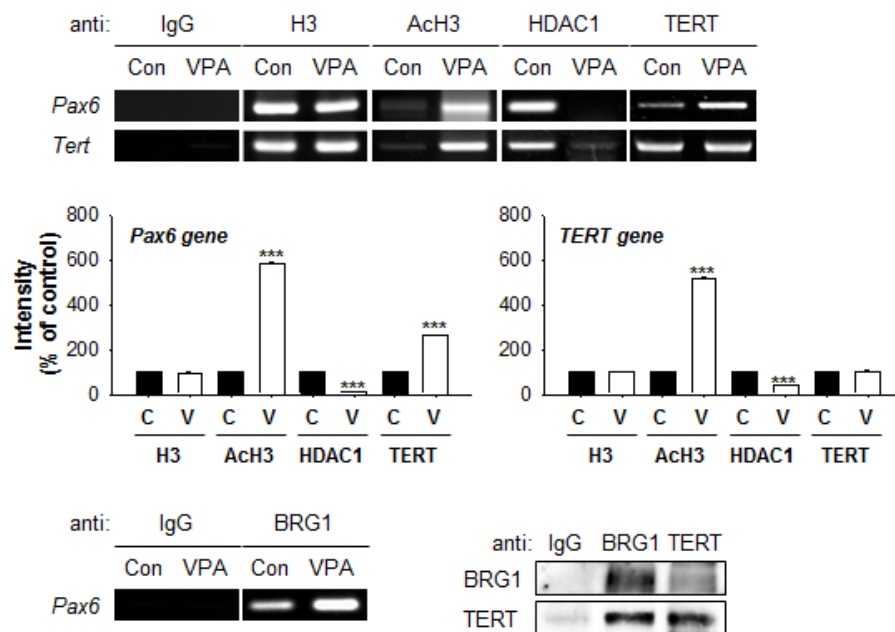 anti: IgG H3 AcH3 HDAC1 TERT
Con VPA Con VPA Con VPA Con VPA Con VPA
Pax6
Tert
Intensity
(% of control)
800
600
400
200
0
Pax6 gene
***
***
***
C V C V C V C V
H3 AcH3 HDAC1 TERT
800
600
400
200
0
TERT gene
***
***
C V C V C V C V
H3 AcH3 HDAC1 TERT
anti: IgG BRG1
Con VPA Con VPA
Pax6
anti: IgG BRG1 TERT
BRG1
TERT